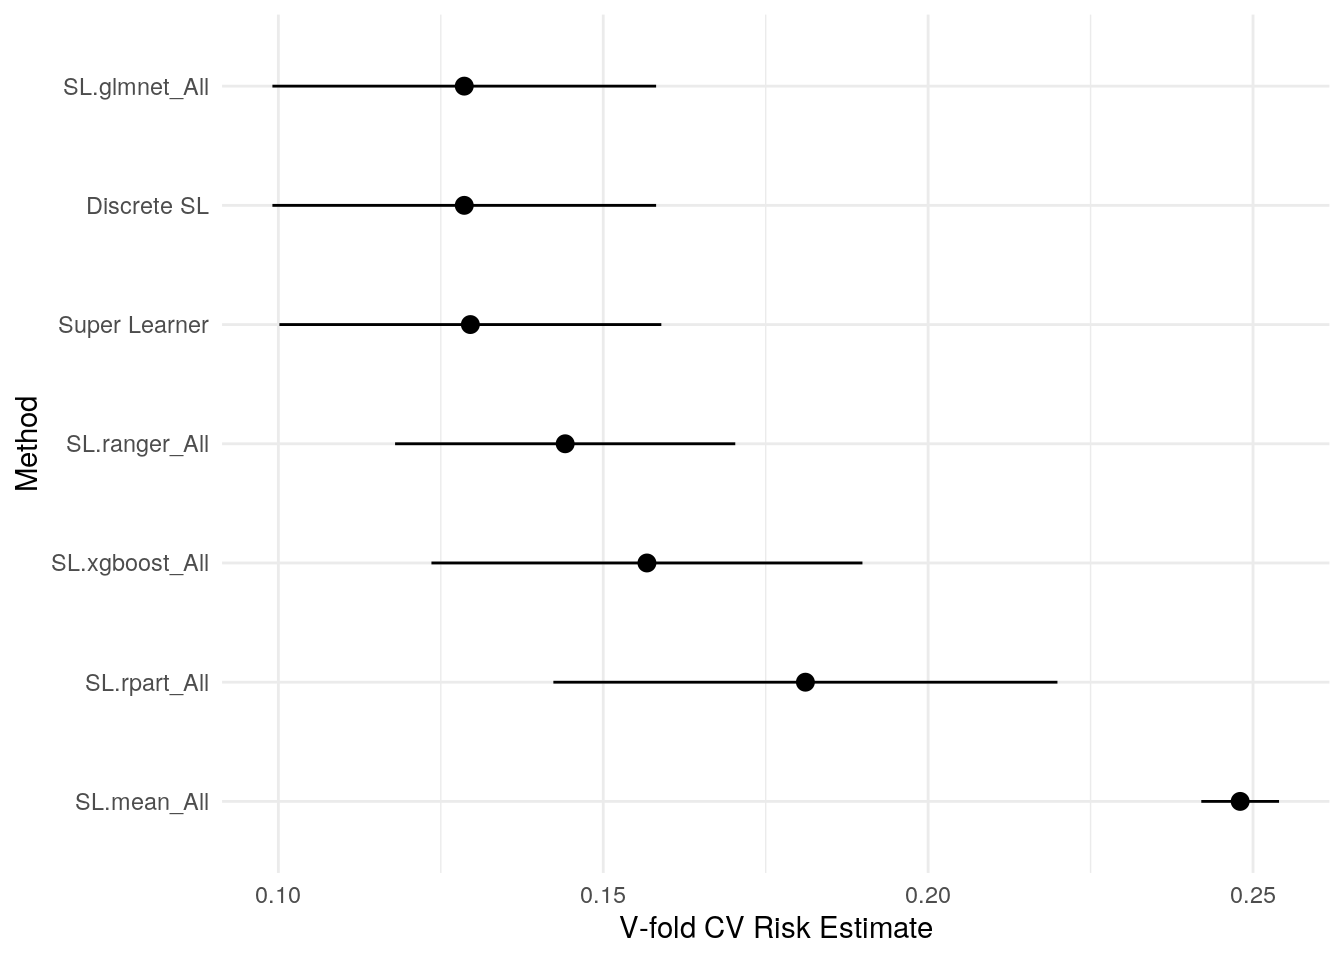 SL.glmnet_All
Discrete SL
Super Learner
SL.ranger_All
SL.xgboost_All
SL.rpart_All
SL.mean_All
Method
0.10 0.15 0.20 0.25
V-fold CV Risk Estimate